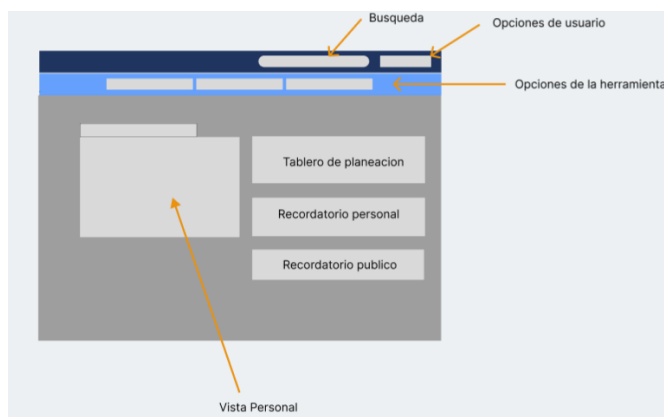 Busqueda
Opciones de usuario
Opciones de la herramienta
Tablero de planeacion
Recordatorio personal
Recordatorio publico
Vista Personal